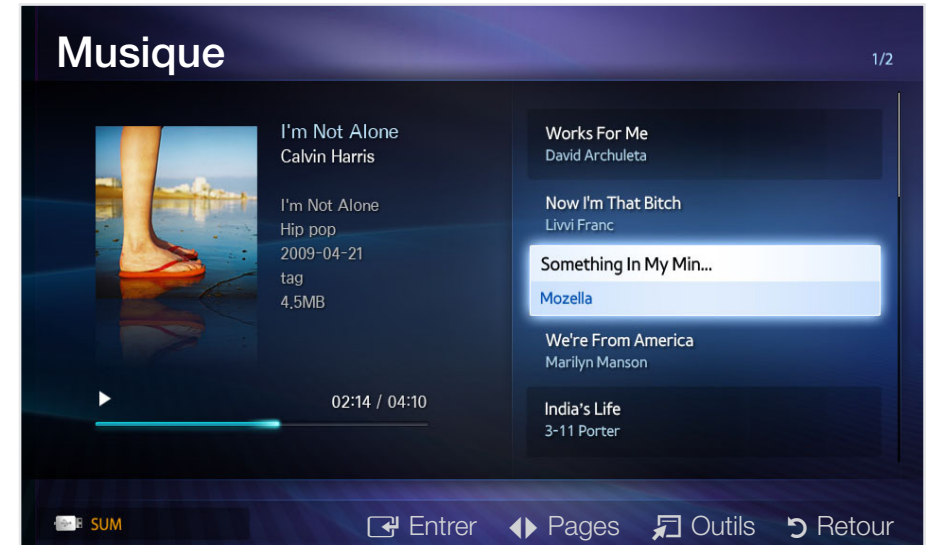 Musique
1/2
I'm Not Alone
Calvin Harris
I'm Not Alone
Hip pop
2009-04-21
tag
4.5MB
02:14 / 04:10
Works For Me
David Archuleta
Now I'm That Bitch
Livvi Franc
Something In My Min...
Mozella
We're From America
Marilyn Manson
India's Life
3-11 Porter
SUM
Entrer Pages Outils Retour